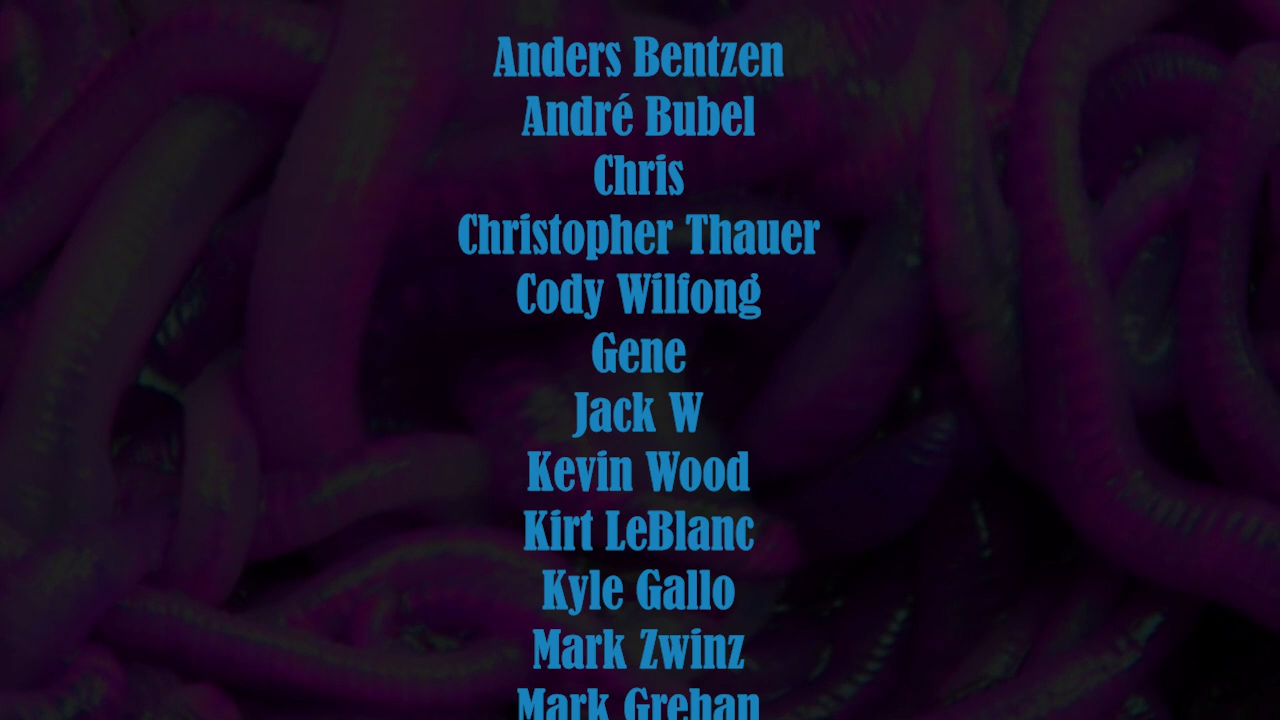 Anders Bentzen
André Bubel
Chris
Christopher Thauer
Cody Wilfong
Gene
Jack W
Kevin Wood
Kirt LeBlanc
Kyle Gallo
Mark Zwinz
Mark Grehan